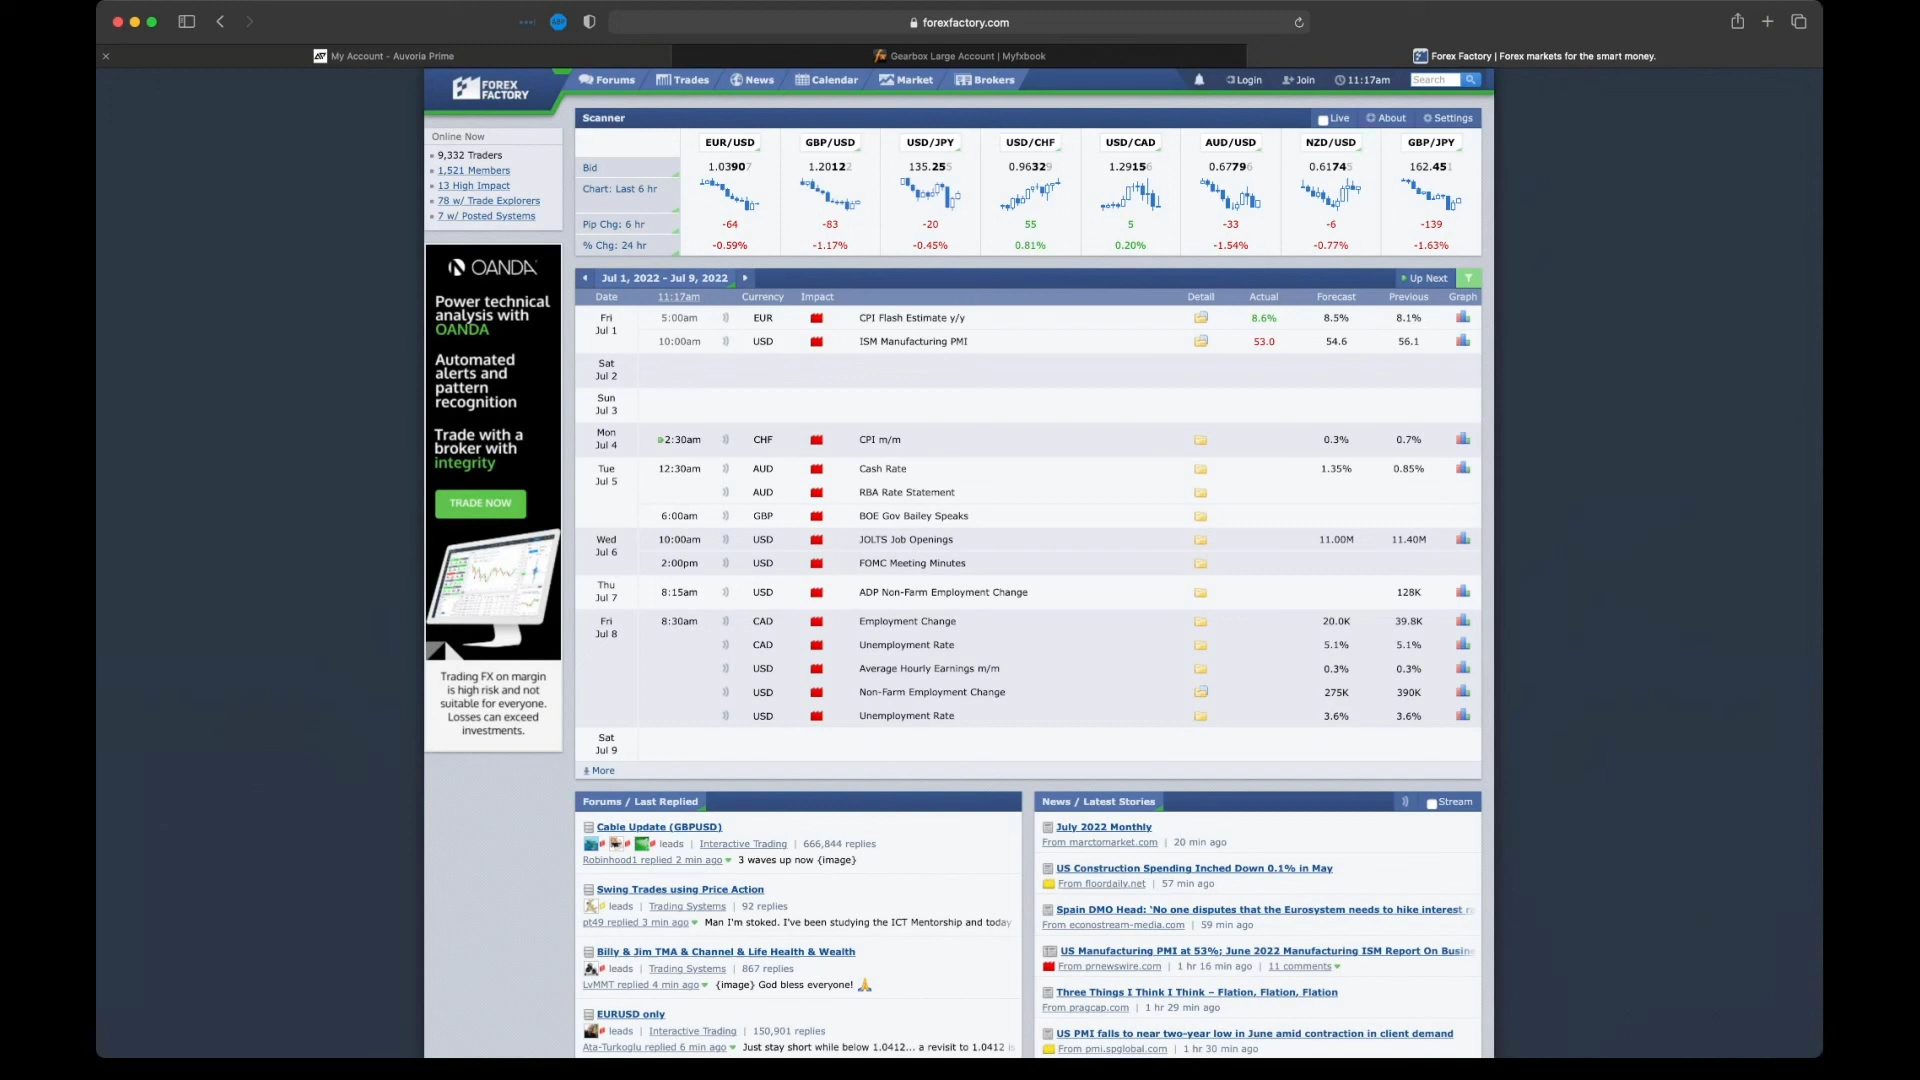 forexfactory.com
My Account - Auvoria Prime
Gearbox Large Account | Myfxbook
Forex Factory | Forex markets for the smart money.
FOREX FACTORY
Forums Trades News Calendar Market Brokers
Login Join 11:17am Search
Online Now
9,332 Traders
1,521 Members
13 High Impact
78 w/ Trade Explorers
7 w/ Posted Systems
OANDA
Power technical
analysis with
OANDA
Automated
alerts and
pattern
recognition
Trade with a
broker with
integrity
TRADE NOW
Trading FX on margin
is high risk and not
suitable for everyone.
Losses can exceed
investments.
Scanner Live About Settings
EUR/USD GBP/USD USD/JPY USD/CHF USD/CAD AUD/USD NZD/USD GBP/JPY
Bid 1.03907 1.20122 135.255 0.96329 1.29156 0.67796 0.61745 162.451
Chart: Last 6 hr
Pip Chg: 6 hr -64 -83 -20 55 5 -33 -6 -139
% Chg: 24 hr -0.59% -1.17% -0.45% 0.81% 0.20% -1.54% -0.77% -1.63%
Jul 1, 2022 - Jul 9, 2022 Up Next
Date 11:17am Currency Impact Detail Actual Forecast Previous Graph
Fri Jul 1 5:00am EUR CPI Flash Estimate y/y 8.6% 8.5% 8.1%
10:00am USD ISM Manufacturing PMI 53.0 54.6 56.1
Sat Jul 2
Sun Jul 3
Mon Jul 4 2:30am CHF CPI m/m 0.3% 0.7%
Tue Jul 5 12:30am AUD Cash Rate 1.35% 0.85%
AUD RBA Rate Statement
6:00am GBP BOE Gov Bailey Speaks
Wed Jul 6 10:00am USD JOLTS Job Openings 11.00M 11.40M
2:00pm USD FOMC Meeting Minutes
Thu Jul 7 8:15am USD ADP Non-Farm Employment Change 128K
Fri Jul 8 8:30am CAD Employment Change 20.0K 39.8K
CAD Unemployment Rate 5.1% 5.1%
USD Average Hourly Earnings m/m 0.3% 0.3%
USD Non-Farm Employment Change 275K 390K
USD Unemployment Rate 3.6% 3.6%
Sat Jul 9
More
Forums / Last Replied
Cable Update (GBPUSD)
leads | Interactive Trading | 666,844 replies
Robinhood1 replied 2 min ago 3 waves up now {image}
Swing Trades using Price Action
leads | Trading Systems | 92 replies
pt49 replied 3 min ago Man I'm stoked. I've been studying the ICT Mentorship and today
Billy & Jim TMA & Channel & Life Health & Wealth
leads | Trading Systems | 867 replies
LvMMT replied 4 min ago {image} God bless everyone! 🙏
EURUSD only
leads | Interactive Trading | 150,901 replies
Ata-Turkoglu replied 6 min ago Just stay short while below 1.0412... a revisit to 1.0412 is
News / Latest Stories Stream
July 2022 Monthly
From marctomarket.com | 20 min ago
US Construction Spending Inched Down 0.1% in May
From floordaily.net | 57 min ago
Spain DMO Head: 'No one disputes that the Eurosystem needs to hike interest
From econostream-media.com | 59 min ago
US Manufacturing PMI at 53%; June 2022 Manufacturing ISM Report On Busin
From prnewswire.com | 1 hr 16 min ago | 11 comments
Three Things I Think I Think – Flation, Flation, Flation
From pragcap.com | 1 hr 29 min ago
US PMI falls to near two-year low in June amid contraction in client demand
From pmi.spglobal.com | 1 hr 30 min ago